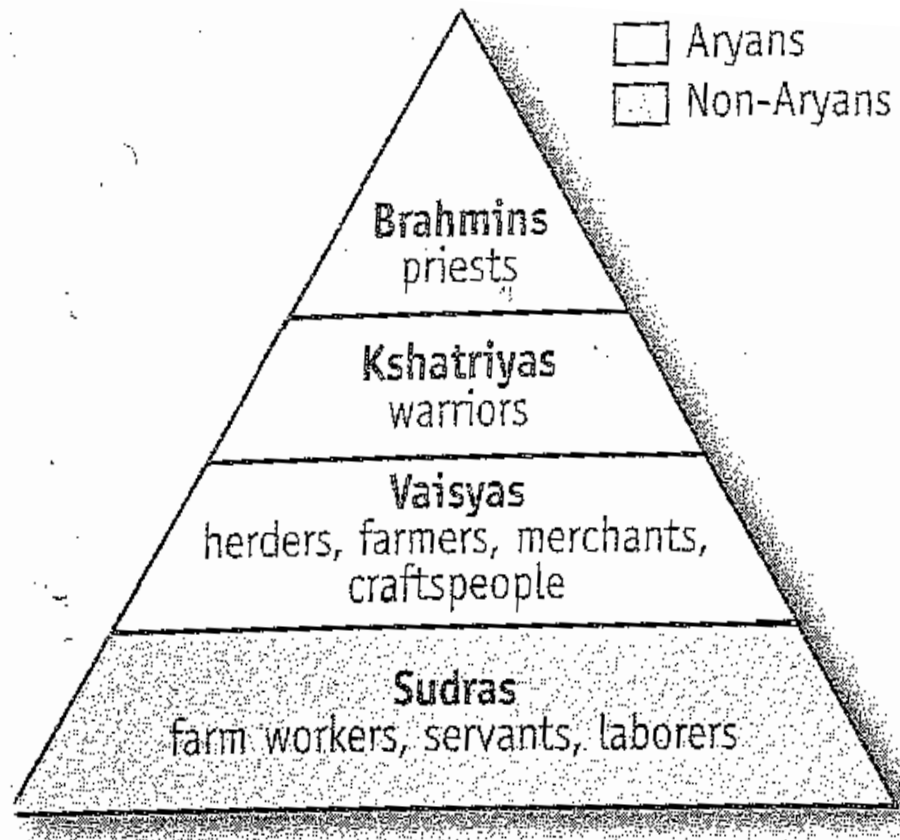 Aryans
Non-Aryans
Brahmins
priests
Kshatriyas
warriors
Vaisyas
herders, farmers, merchants,
craftspeople
Sudras
farm workers, servants, laborers